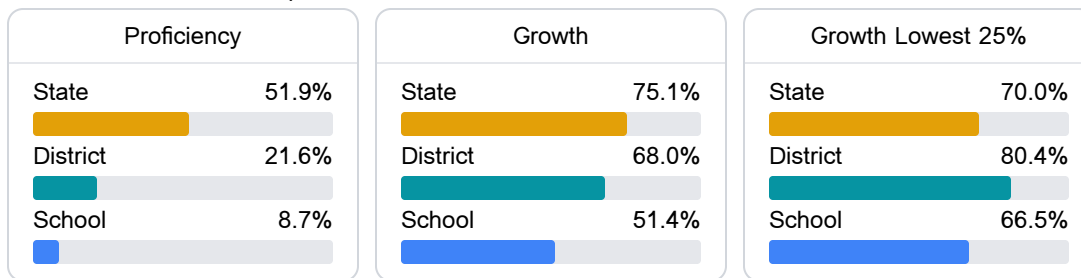 Proficiency
State 51.9%
District 21.6%
School 8.7%
Growth
State 75.1%
District 68.0%
School 51.4%
Growth Lowest 25%
State 70.0%
District 80.4%
School 66.5%